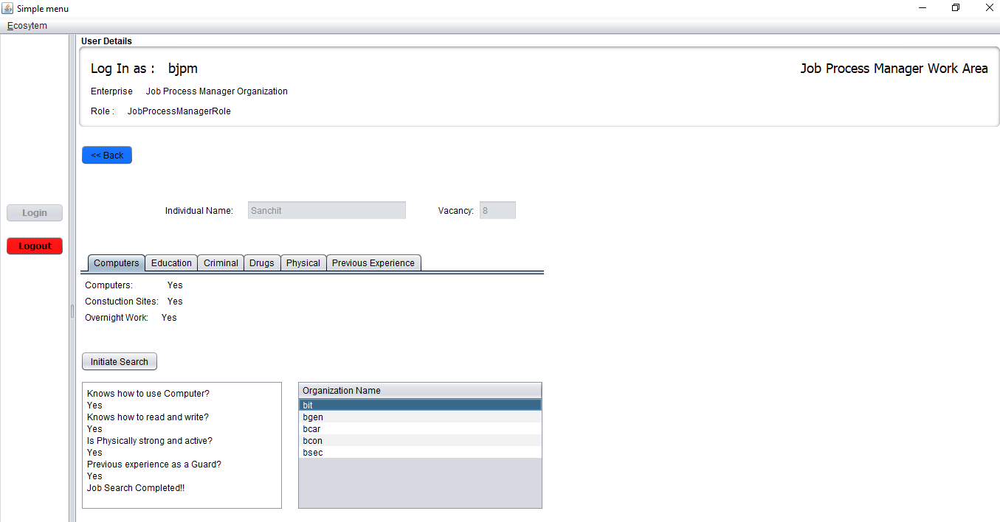 Simple menu
Ecosytem
User Details
Log In as :   bjpm
Job Process Manager Work Area
Enterprise   Job Process Manager Organization
Role :   JobProcessManagerRole
<< Back
Individual Name:   Sanchit   Vacancy:   8
Login
Logout
Computers   Education   Criminal   Drugs   Physical   Previous Experience
Computers:   Yes
Constuction Sites:   Yes
Overnight Work:   Yes
Initiate Search
Knows how to use Computer?
Yes
Knows how to read and write?
Yes
Is Physically strong and active?
Yes
Previous experience as a Guard?
Yes
Job Search Completed!!
Organization Name
bit
bgen
bcar
bcon
bsec